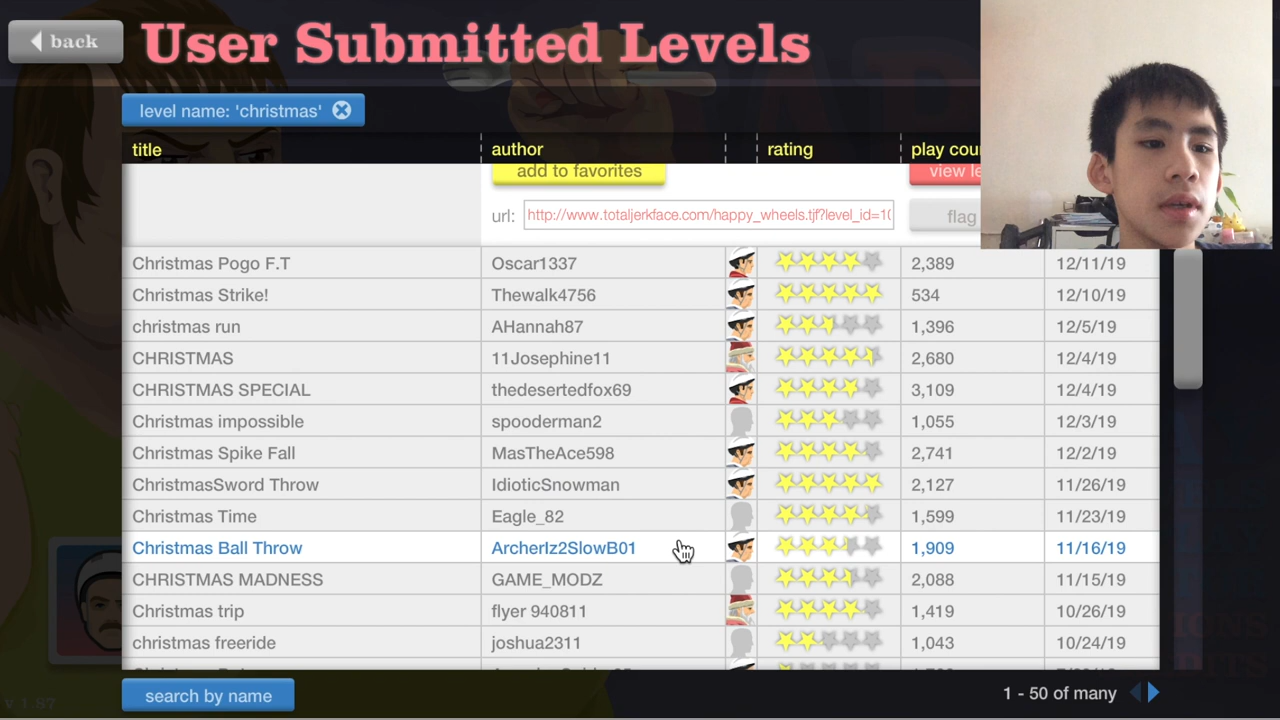 back
User Submitted Levels
level name: 'christmas'
title author rating play cou
add to favorites view le
url: http://www.totaljerkface.com/happy_wheels.tjf?level_id=1( flag
Christmas Pogo F.T Oscar1337 2,389 12/11/19
Christmas Strike! Thewalk4756 534 12/10/19
christmas run AHannah87 1,396 12/5/19
CHRISTMAS 11Josephine11 2,680 12/4/19
CHRISTMAS SPECIAL thedesertedfox69 3,109 12/4/19
Christmas impossible spooderman2 1,055 12/3/19
Christmas Spike Fall MasTheAce598 2,741 12/2/19
ChristmasSword Throw IdioticSnowman 2,127 11/26/19
Christmas Time Eagle_82 1,599 11/23/19
Christmas Ball Throw ArcherIz2SlowB01 1,909 11/16/19
CHRISTMAS MADNESS GAME_MODZ 2,088 11/15/19
Christmas trip flyer 940811 1,419 10/26/19
christmas freeride joshua2311 1,043 10/24/19
search by name 1 - 50 of many
v 1.87